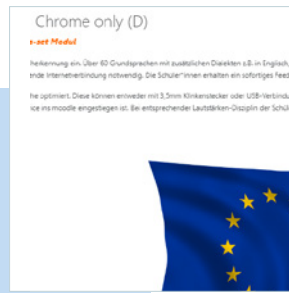 Chrome only (D)
e-set Modul
herkennung ein. Über 60 Grundsprachen mit zusätzlichen Dialekten z.B. in Englisch,
ende Internetverbindung notwendig. Die Schüler*innen erhalten ein sofortiges Feed
he optimiert. Diese können entweder mit 3,5mm Klinkenstecker oder USB-Verbindu
ice ins moodle eingestiegen ist. Bei entsprechender Lautstärken-Disziplin der Schül